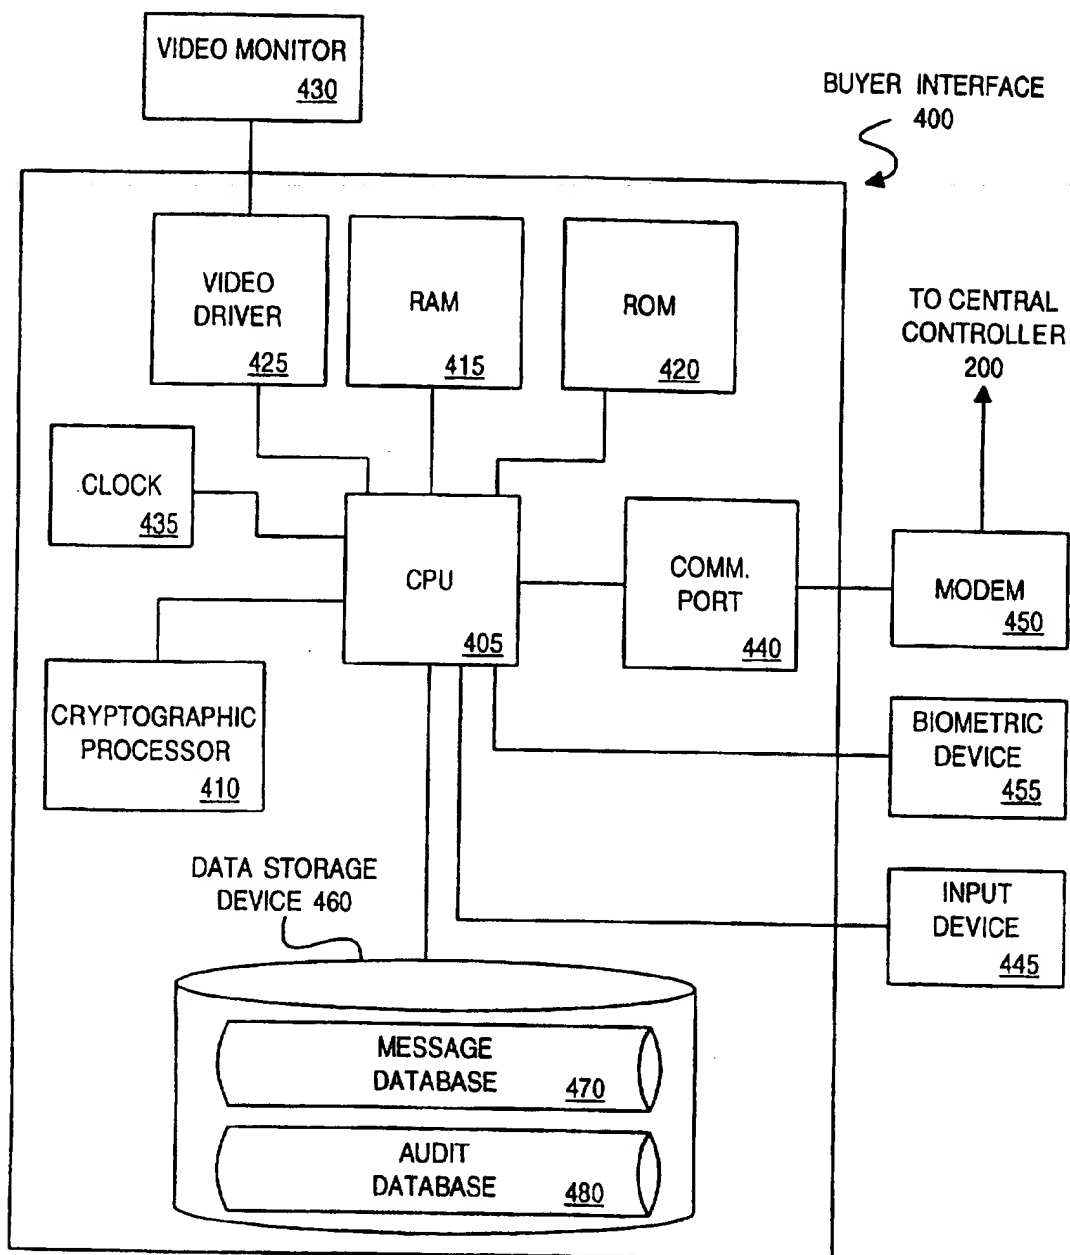 VIDEO MONITOR
430
BUYER INTERFACE
400
VIDEO
DRIVER
425
RAM
415
ROM
420
TO CENTRAL
CONTROLLER
200
CLOCK
435
CPU
405
COMM.
PORT
440
MODEM
450
CRYPTOGRAPHIC
PROCESSOR
410
BIOMETRIC
DEVICE
455
DATA STORAGE
DEVICE 460
INPUT
DEVICE
445
MESSAGE
DATABASE
470
AUDIT
DATABASE
480